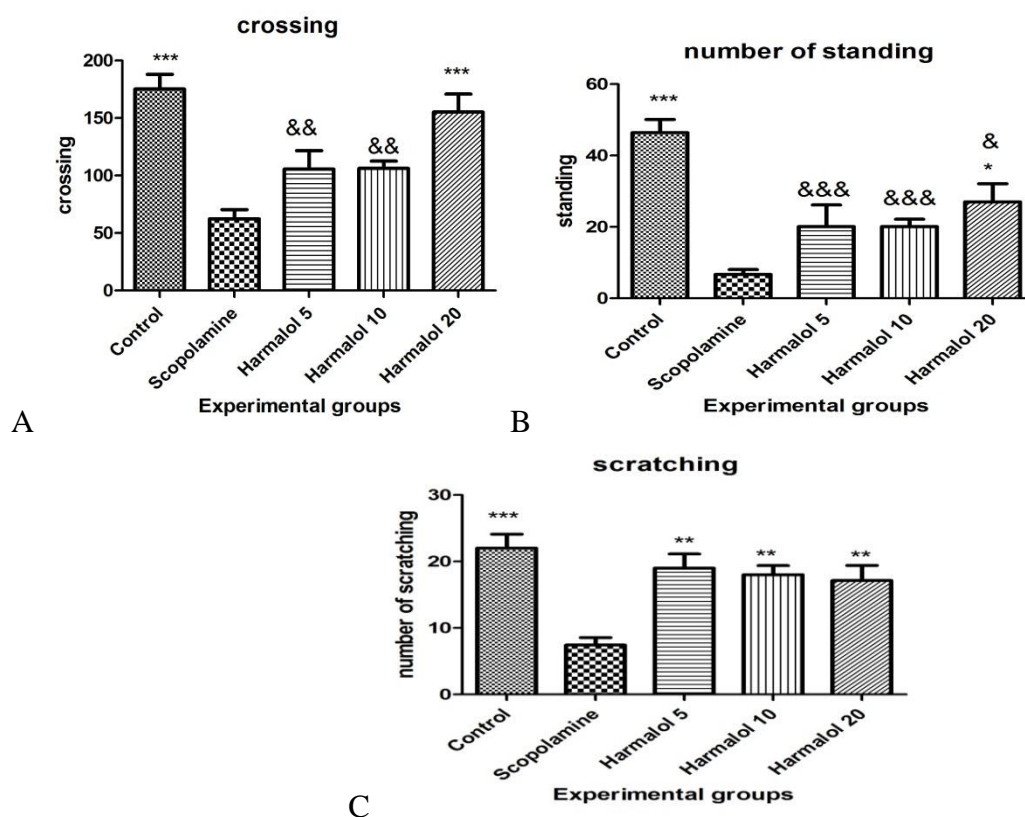 crossing
crossing
200
150
100
50
0
***
&&
&&
***
Control
Scopolamine
Harmalol 5
Harmalol 10
Harmalol 20
Experimental groups
A
number of standing
standing
60
40
20
0
***
&&&
&&&
&
*
Control
Scopolamine
Harmalol 5
Harmalol 10
Harmalol 20
Experimental groups
B
scratching
number of scratching
30
20
10
0
***
**
**
**
Control
Scopolamine
Harmalol 5
Harmalol 10
Harmalol 20
Experimental groups
C